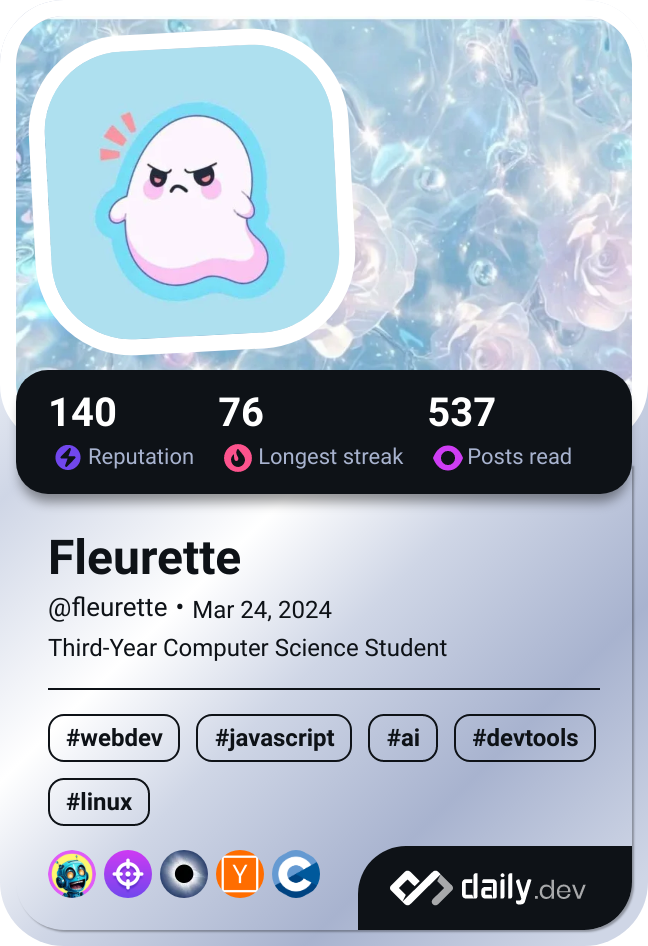 140 76 537
Reputation Longest streak Posts read
Fleurette
@fleurette • Mar 24, 2024
Third-Year Computer Science Student
#webdev #javascript #ai #devtools
#linux
Y C daily.dev